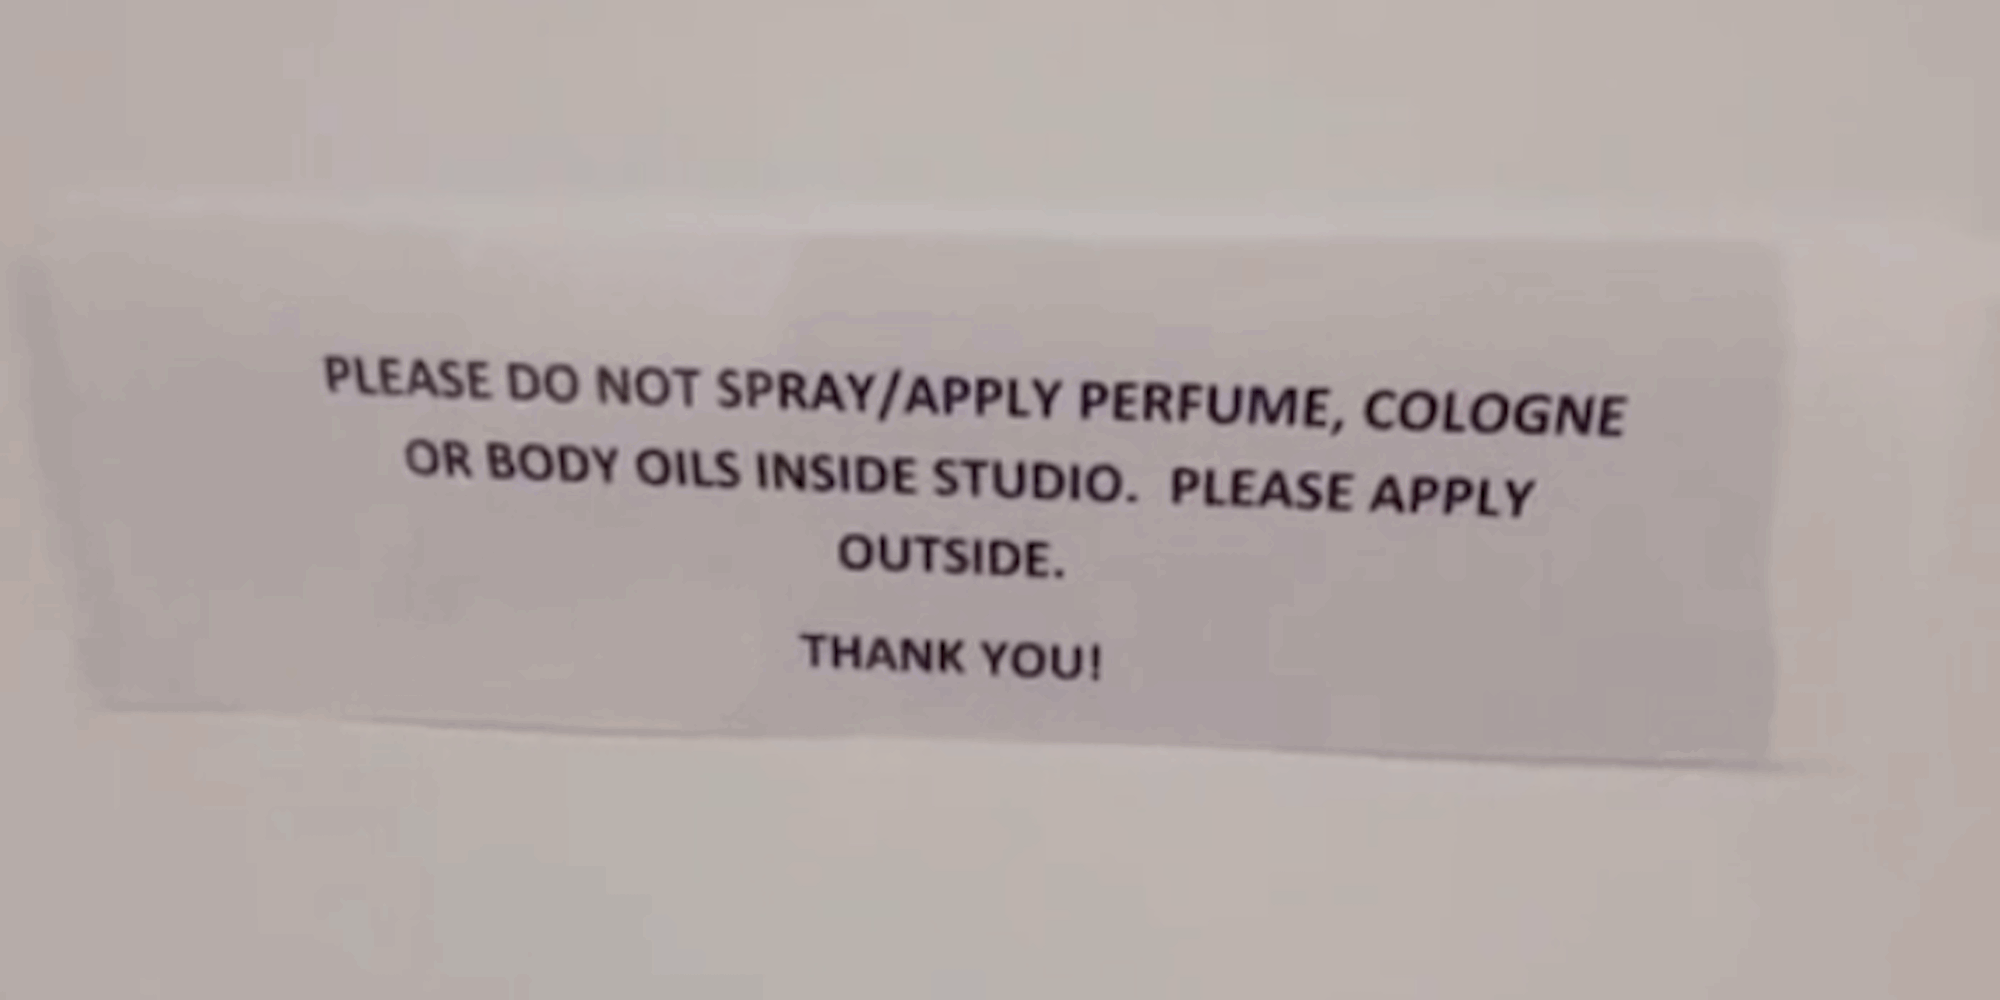 PLEASE DO NOT SPRAY/APPLY PERFUME, COLOGNE
OR BODY OILS INSIDE STUDIO. PLEASE APPLY
OUTSIDE.
THANK YOU!